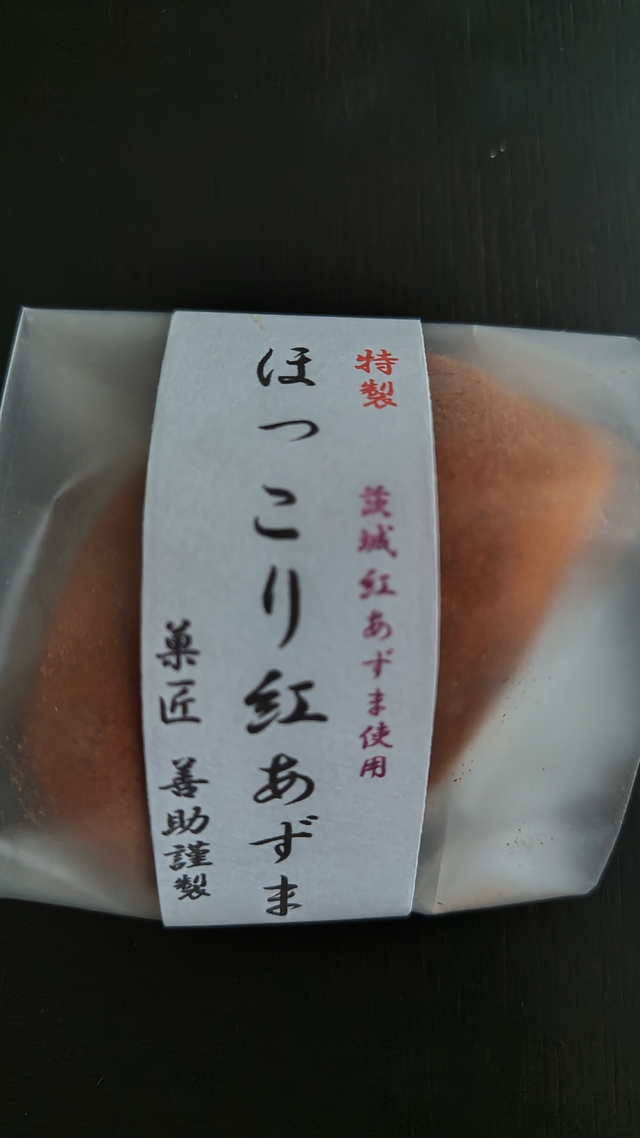 特製
茨城紅あずま使用
ほっこり紅あずま
菓匠 善助謹製